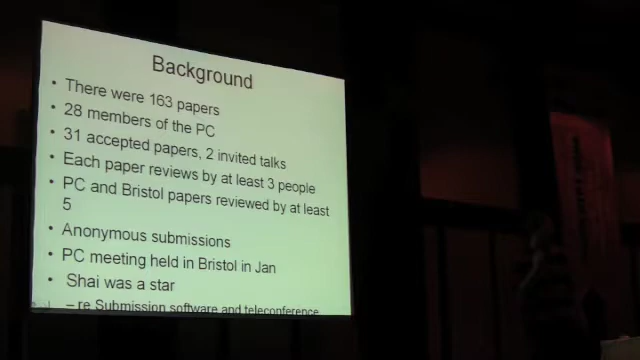 Background
• There were 163 papers
• 28 members of the PC
• 31 accepted papers, 2 invited talks
• Each paper reviews by at least 3 people
• PC and Bristol papers reviewed by at least
5
• Anonymous submissions
• PC meeting held in Bristol in Jan
• Shai was a star
– re Submission software and teleconference